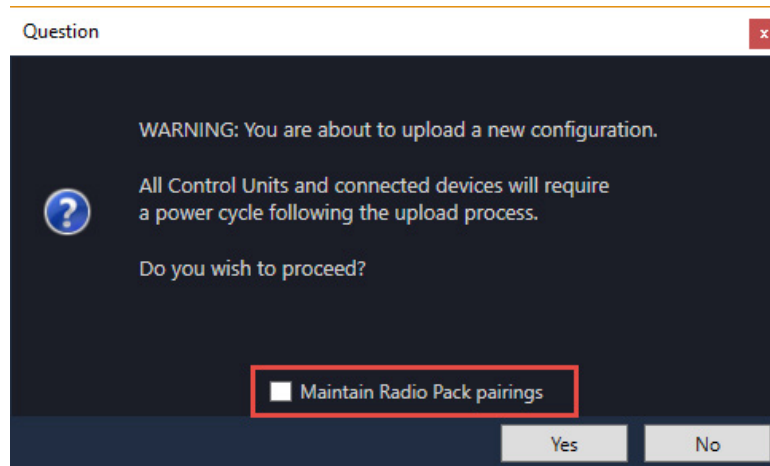 Question
x
WARNING: You are about to upload a new configuration.
All Control Units and connected devices will require
a power cycle following the upload process.
?
Do you wish to proceed?
Maintain Radio Pack pairings
Yes
No